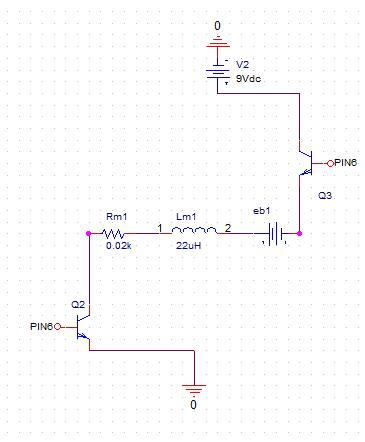 0
V2
9Vdc
PIN6
Q3
eb1
Rm1
1
Lm1
2
0.02k
22uH
Q2
PIN6
0